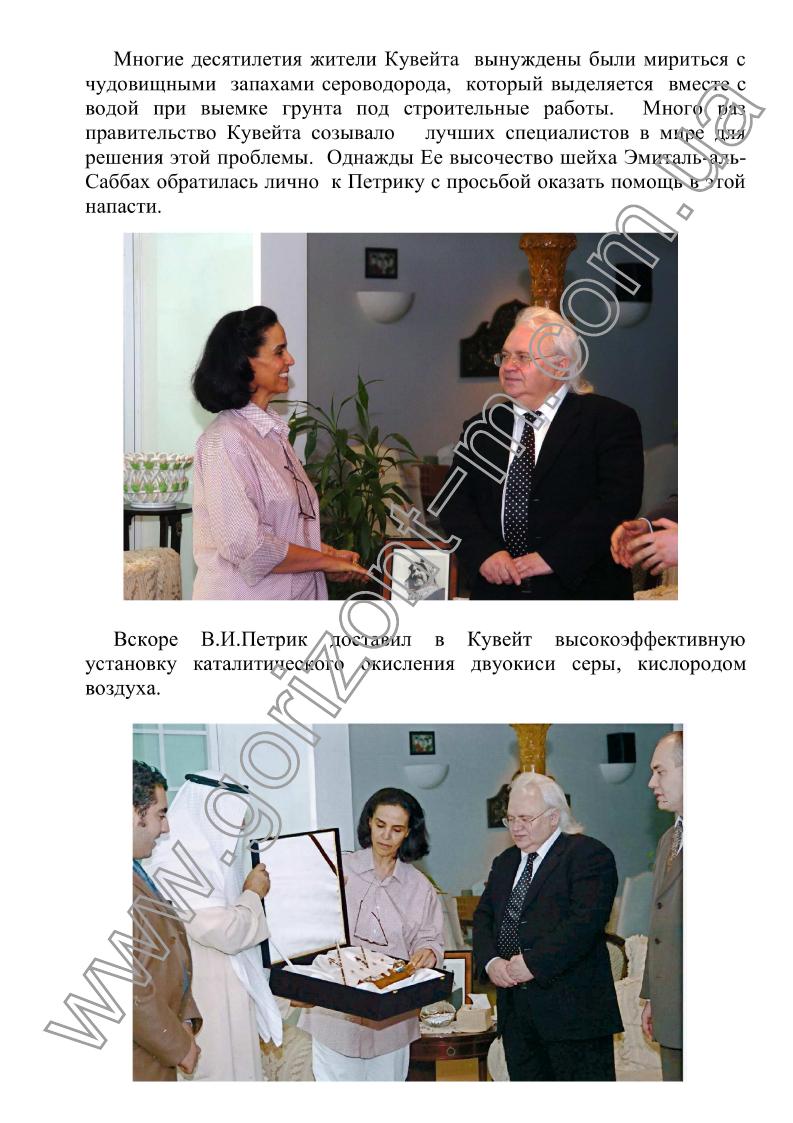 Многие десятилетия жители Кувейта вынуждены были мириться с
чудовищными запахами сероводорода, который выделяется вместе с
водой при выемке грунта под строительные работы. Много раз
правительство Кувейта созывало лучших специалистов в мире для
решения этой проблемы. Однажды Ее высочество шейха Эмиталь-аль-
Саббах обратилась лично к Петрику с просьбой оказать помощь в этой
напасти.
Вскоре В.И.Петрик доставил в Кувейт высокоэффективную
установку каталитического окисления двуокиси серы, кислородом
воздуха.
www.gorizont-m.com.ua